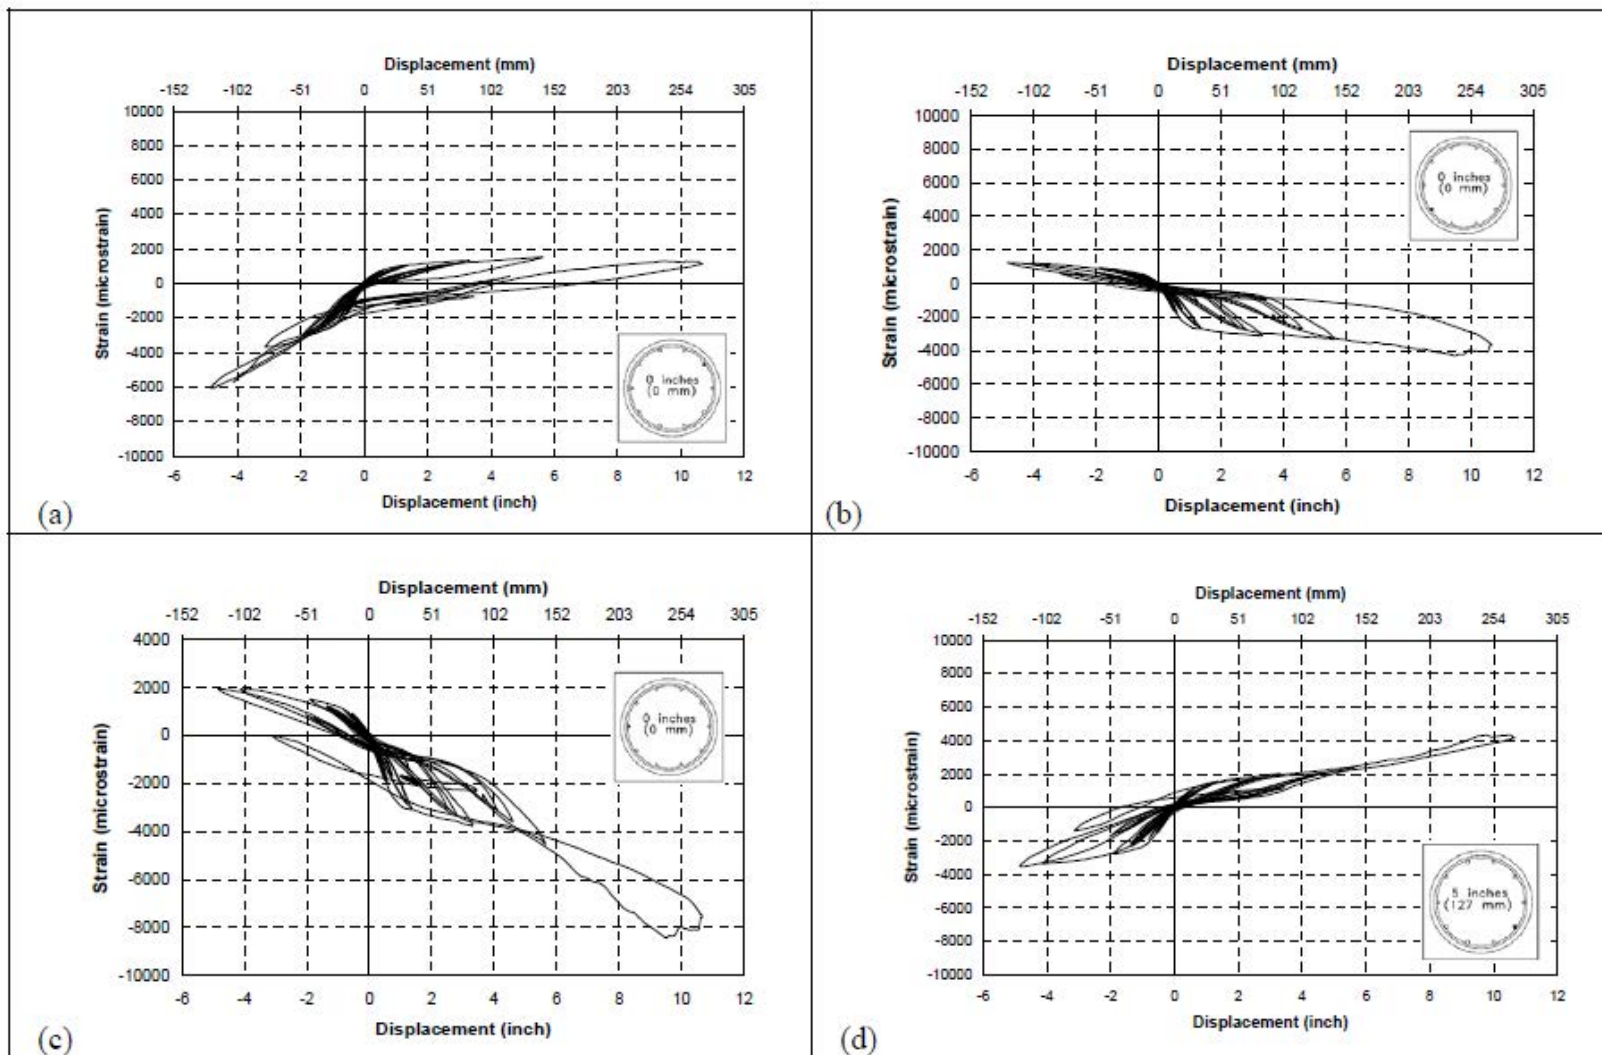 Displacement (mm)
-152 -102 -51 0 51 102 152 203 254 305
10000
8000
6000
4000
2000
0
-2000
-4000
-6000
-8000
-10000
Strain (microstrain)
0 inches
(0 mm)
-6 -4 -2 0 2 4 6 8 10 12
Displacement (inch)
(a)
Displacement (mm)
-152 -102 -51 0 51 102 152 203 254 305
10000
8000
6000
4000
2000
0
-2000
-4000
-6000
-8000
-10000
Strain (microstrain)
0 inches
(0 mm)
-6 -4 -2 0 2 4 6 8 10 12
Displacement (inch)
(b)
Displacement (mm)
-152 -102 -51 0 51 102 152 203 254 305
4000
2000
0
-2000
-4000
-6000
-8000
-10000
Strain (microstrain)
0 inches
(0 mm)
-6 -4 -2 0 2 4 6 8 10 12
Displacement (inch)
(c)
Displacement (mm)
-152 -102 -51 0 51 102 152 203 254 305
10000
8000
6000
4000
2000
0
-2000
-4000
-6000
-8000
-10000
Strain (microstrain)
5 inches
(127 mm)
-6 -4 -2 0 2 4 6 8 10 12
Displacement (inch)
(d)